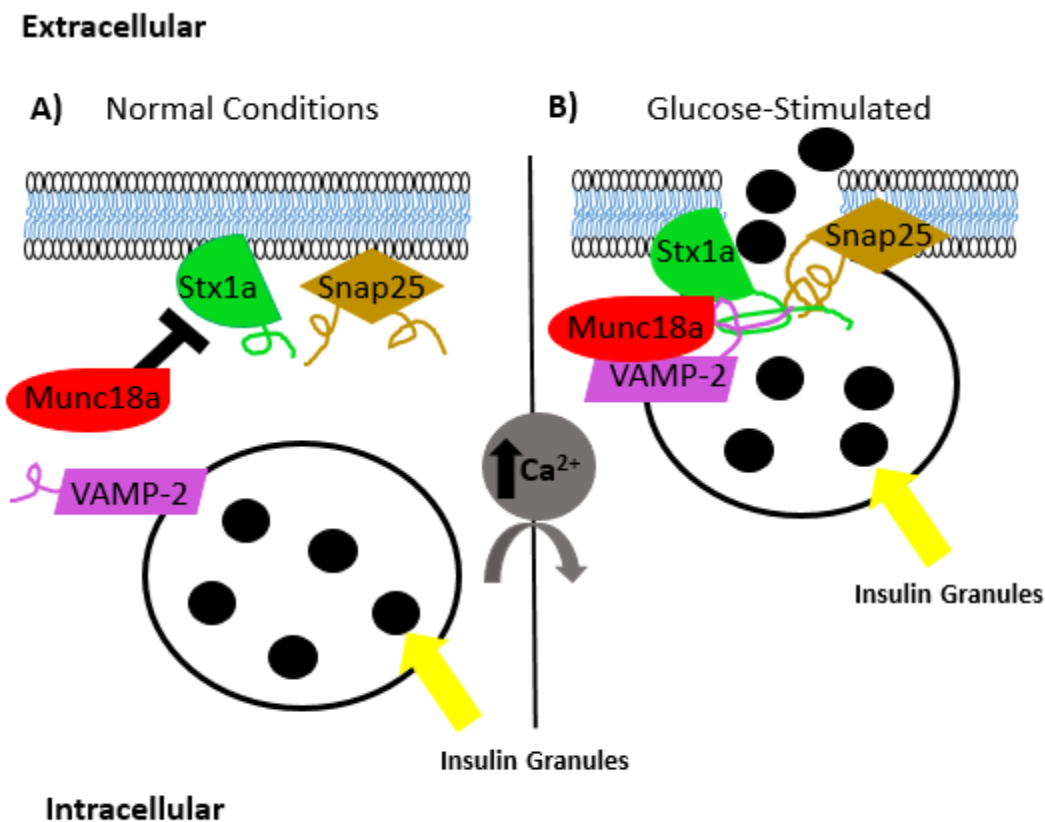 Extracellular
A) Normal Conditions
B) Glucose-Stimulated
Stx1a
Snap25
Munc18a
VAMP-2
Insulin Granules
Ca²⁺
Stx1a
Snap25
Munc18a
VAMP-2
Insulin Granules
Intracellular